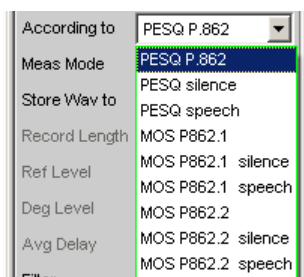 According to PESQ P.862
Meas Mode PESQ P.862
PESQ silence
Store Wav to PESQ speech
Record Length MOS P862.1
MOS P862.1 silence
Ref Level
MOS P862.1 speech
Deg Level MOS P862.2
MOS P862.2 silence
Avg Delay
MOS P862.2 speech